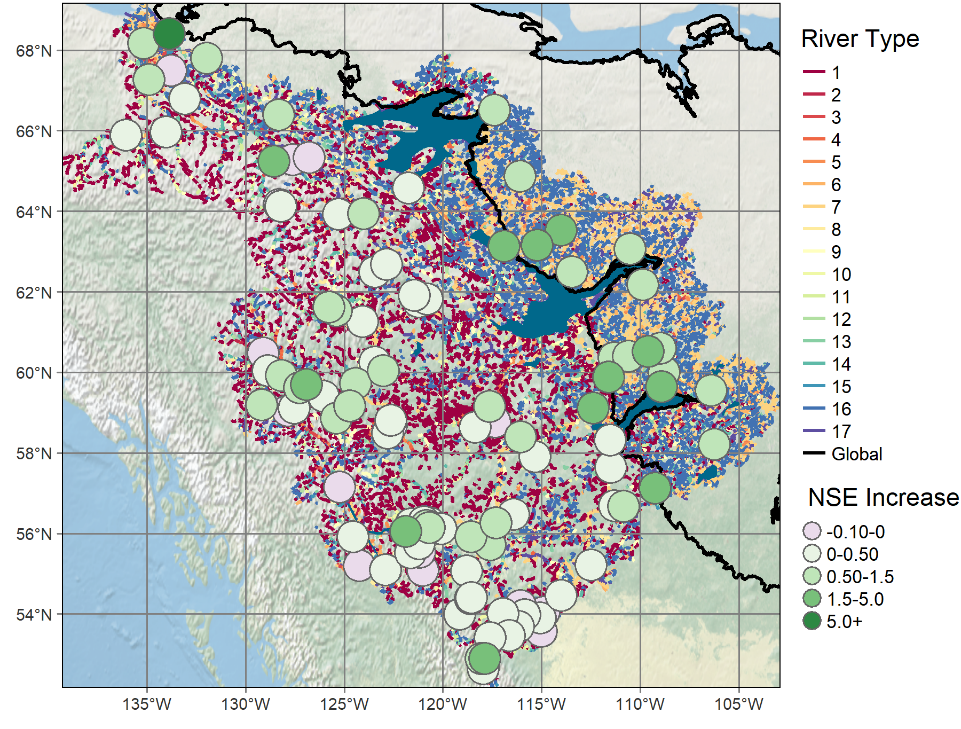 River Type
1
2
3
4
5
6
7
8
9
10
11
12
13
14
15
16
17
Global
NSE Increase
-0.10-0
0-0.50
0.50-1.5
1.5-5.0
5.0+
68°N
66°N
64°N
62°N
60°N
58°N
56°N
54°N
135°W 130°W 125°W 120°W 115°W 110°W 105°W